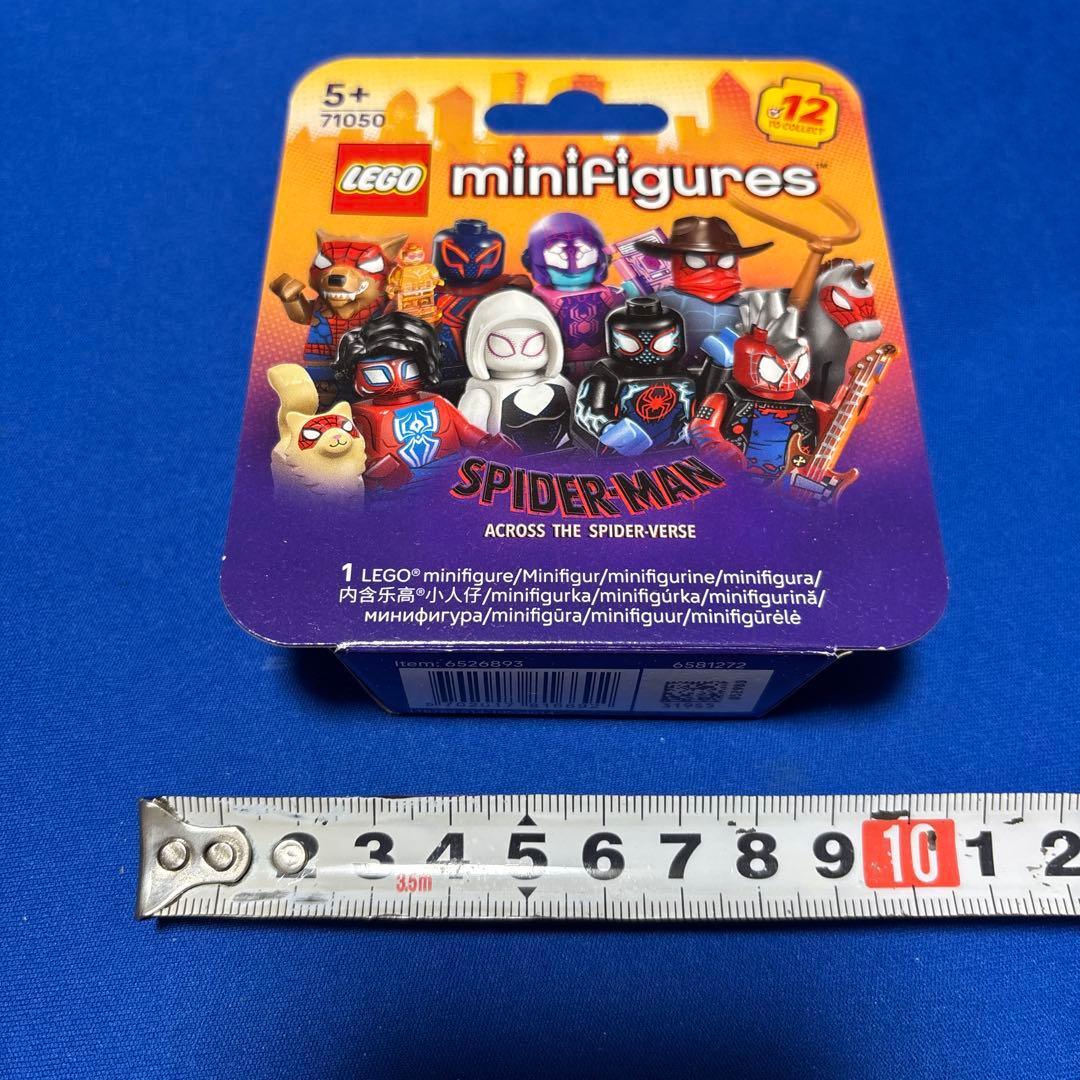 5+
71050
12
TO COLLECT
LEGO
minifigures™
SPIDER-MAN
ACROSS THE SPIDER-VERSE
1 LEGO® minifigure/Minifigur/minifigurine/minifigura/
内含乐高®小人仔/minifigurka/minifigúrka/minifigurină/
минифигура/minifigūra/minifiguur/minifigūrėlė
Item: 6526893
6581272
2 3 4 5 6 7 8 9 10 1 2
3.5m